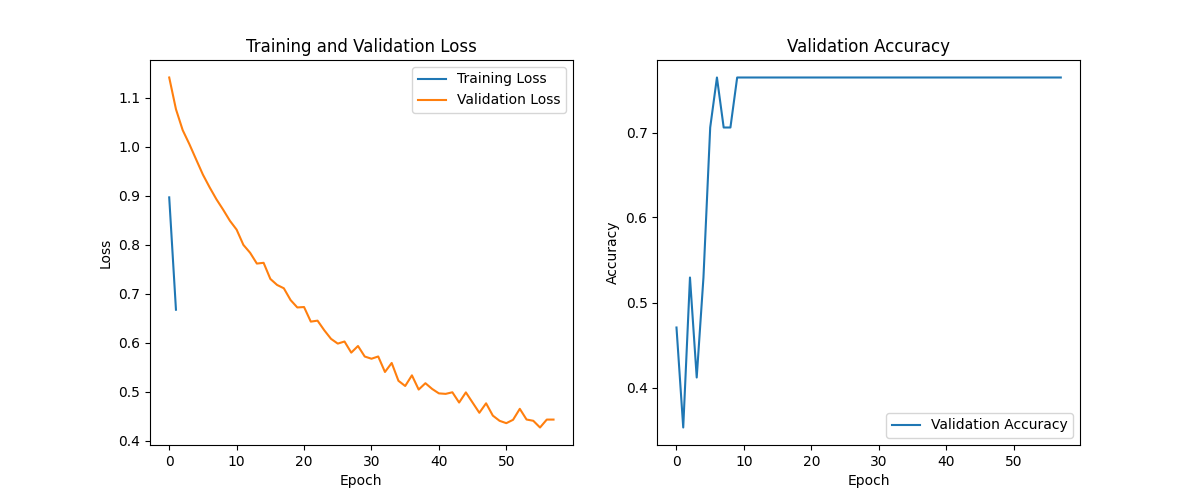 Training and Validation Loss
Training Loss
Validation Loss
1.1
1.0
0.9
0.8
0.7
0.6
0.5
0.4
Loss
0 10 20 30 40 50
Epoch
Validation Accuracy
0.7
0.6
0.5
0.4
Accuracy
Validation Accuracy
0 10 20 30 40 50
Epoch